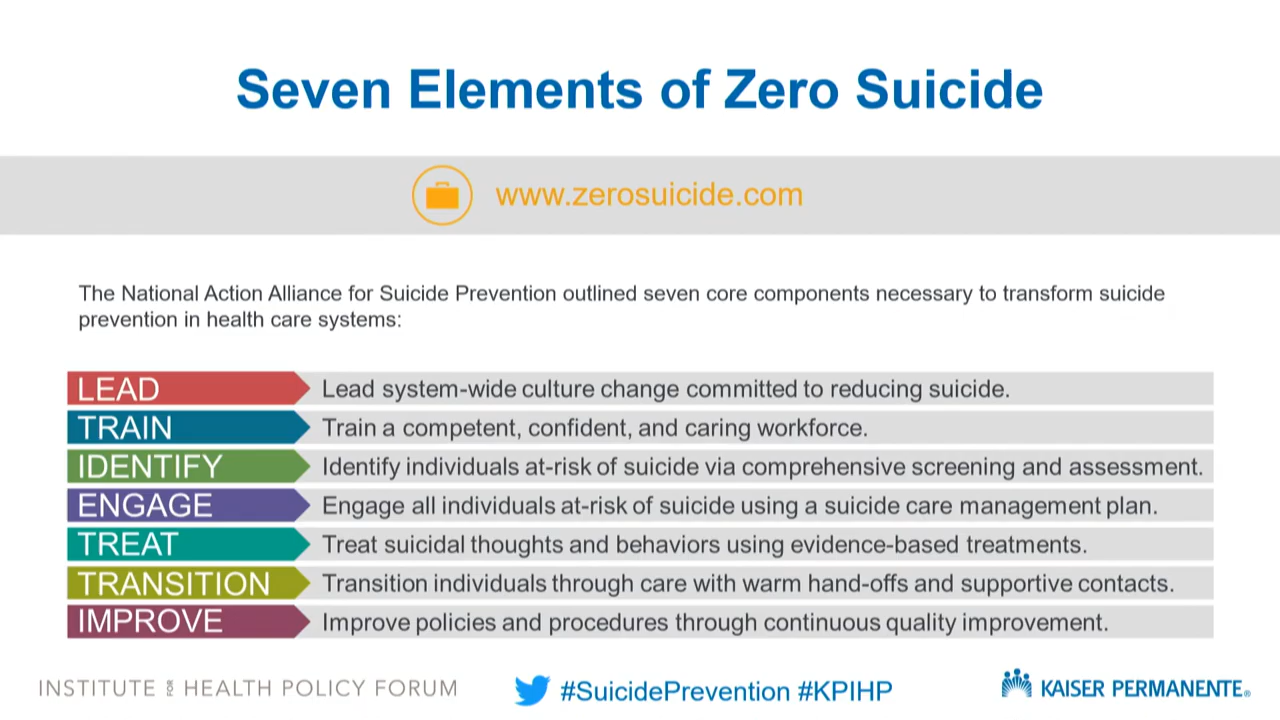 Seven Elements of Zero Suicide
www.zerosuicide.com
The National Action Alliance for Suicide Prevention outlined seven core components necessary to transform suicide
prevention in health care systems:
LEAD Lead system-wide culture change committed to reducing suicide.
TRAIN Train a competent, confident, and caring workforce.
IDENTIFY Identify individuals at-risk of suicide via comprehensive screening and assessment.
ENGAGE Engage all individuals at-risk of suicide using a suicide care management plan.
TREAT Treat suicidal thoughts and behaviors using evidence-based treatments.
TRANSITION Transition individuals through care with warm hand-offs and supportive contacts.
IMPROVE Improve policies and procedures through continuous quality improvement.
INSTITUTE FOR HEALTH POLICY FORUM #SuicidePrevention #KPIHP KAISER PERMANENTE®